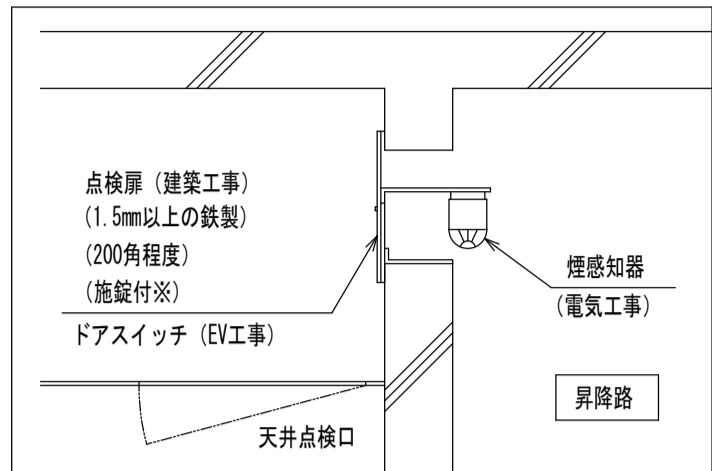 点検扉（建築工事）
(1.5mm以上の鉄製)
(200角程度)
(施錠付※)
ドアスイッチ（EV工事）
煙感知器
(電気工事)
昇降路
天井点検口